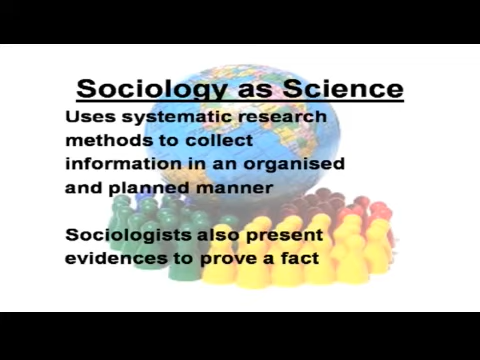 Sociology as Science
Uses systematic research
methods to collect
information in an organised
and planned manner
Sociologists also present
evidences to prove a fact